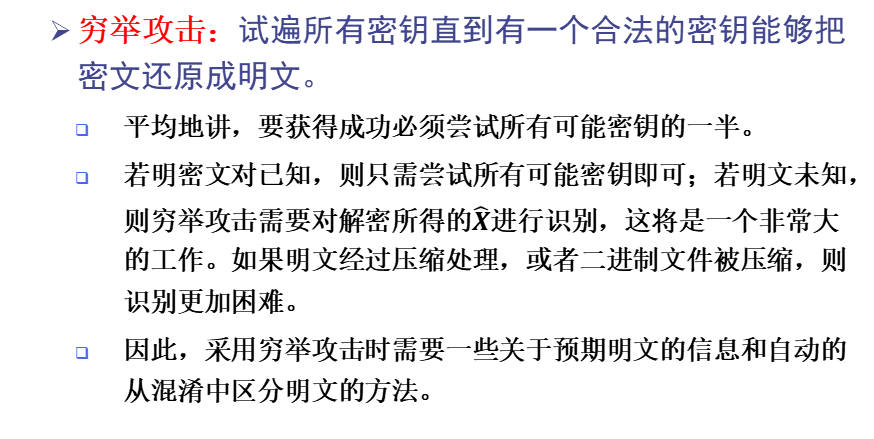 ➢ 穷举攻击：试遍所有密钥直到有一个合法的密钥能够把
密文还原成明文。
❑ 平均地讲，要获得成功必须尝试所有可能密钥的一半。
❑ 若明密文对已知，则只需尝试所有可能密钥即可；若明文未知，
则穷举攻击需要对解密所得的X̂进行识别，这将是一个非常大
的工作。如果明文经过压缩处理，或者二进制文件被压缩，则
识别更加困难。
❑ 因此，采用穷举攻击时需要一些关于预期明文的信息和自动的
从混淆中区分明文的方法。